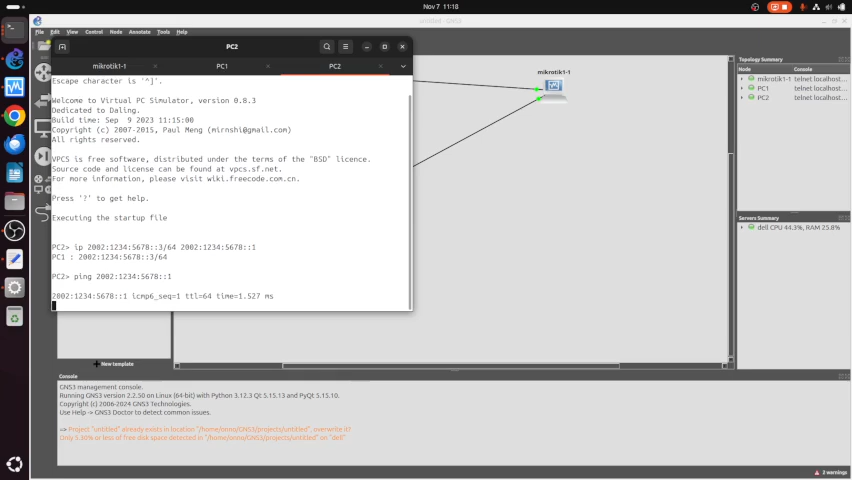 Nov 7 11:18
untitled - GNS3
File Edit View Control Node Annotate Tools Help
PC2
mikrotik1-1 × PC1 × PC2 ×
Escape character is '^]'.
Welcome to Virtual PC Simulator, version 0.8.3
Dedicated to Daling.
Build time: Sep 9 2023 11:15:00
Copyright (c) 2007-2015, Paul Meng (mirnshi@gmail.com)
All rights reserved.
VPCS is free software, distributed under the terms of the "BSD" licence.
Source code and license can be found at vpcs.sf.net.
For more information, please visit wiki.freecode.com.cn.
Press '?' to get help.
Executing the startup file
PC2> ip 2002:1234:5678::3/64 2002:1234:5678::1
PC1 : 2002:1234:5678::3/64
PC2> ping 2002:1234:5678::1
2002:1234:5678::1 icmp6_seq=1 ttl=64 time=1.527 ms
mikrotik1-1
Topology Summary
Node Console
mikrotik1-1 telnet localhost...
PC1 telnet localhost...
PC2 telnet localhost...
Servers Summary
dell CPU 44.3%, RAM 25.8%
New template
Console
GNS3 management console.
Running GNS3 version 2.2.50 on Linux (64-bit) with Python 3.12.3 Qt 5.15.13 and PyQt 5.15.10.
Copyright (c) 2006-2024 GNS3 Technologies.
Use Help -> GNS3 Doctor to detect common issues.
=> Project "untitled" already exists in location "/home/onnu/GNS3/projects/untitled", overwrite it?
Only 5.30% or less of free disk space detected in "/home/onnu/GNS3/projects/untitled" on "dell"
2 warnings